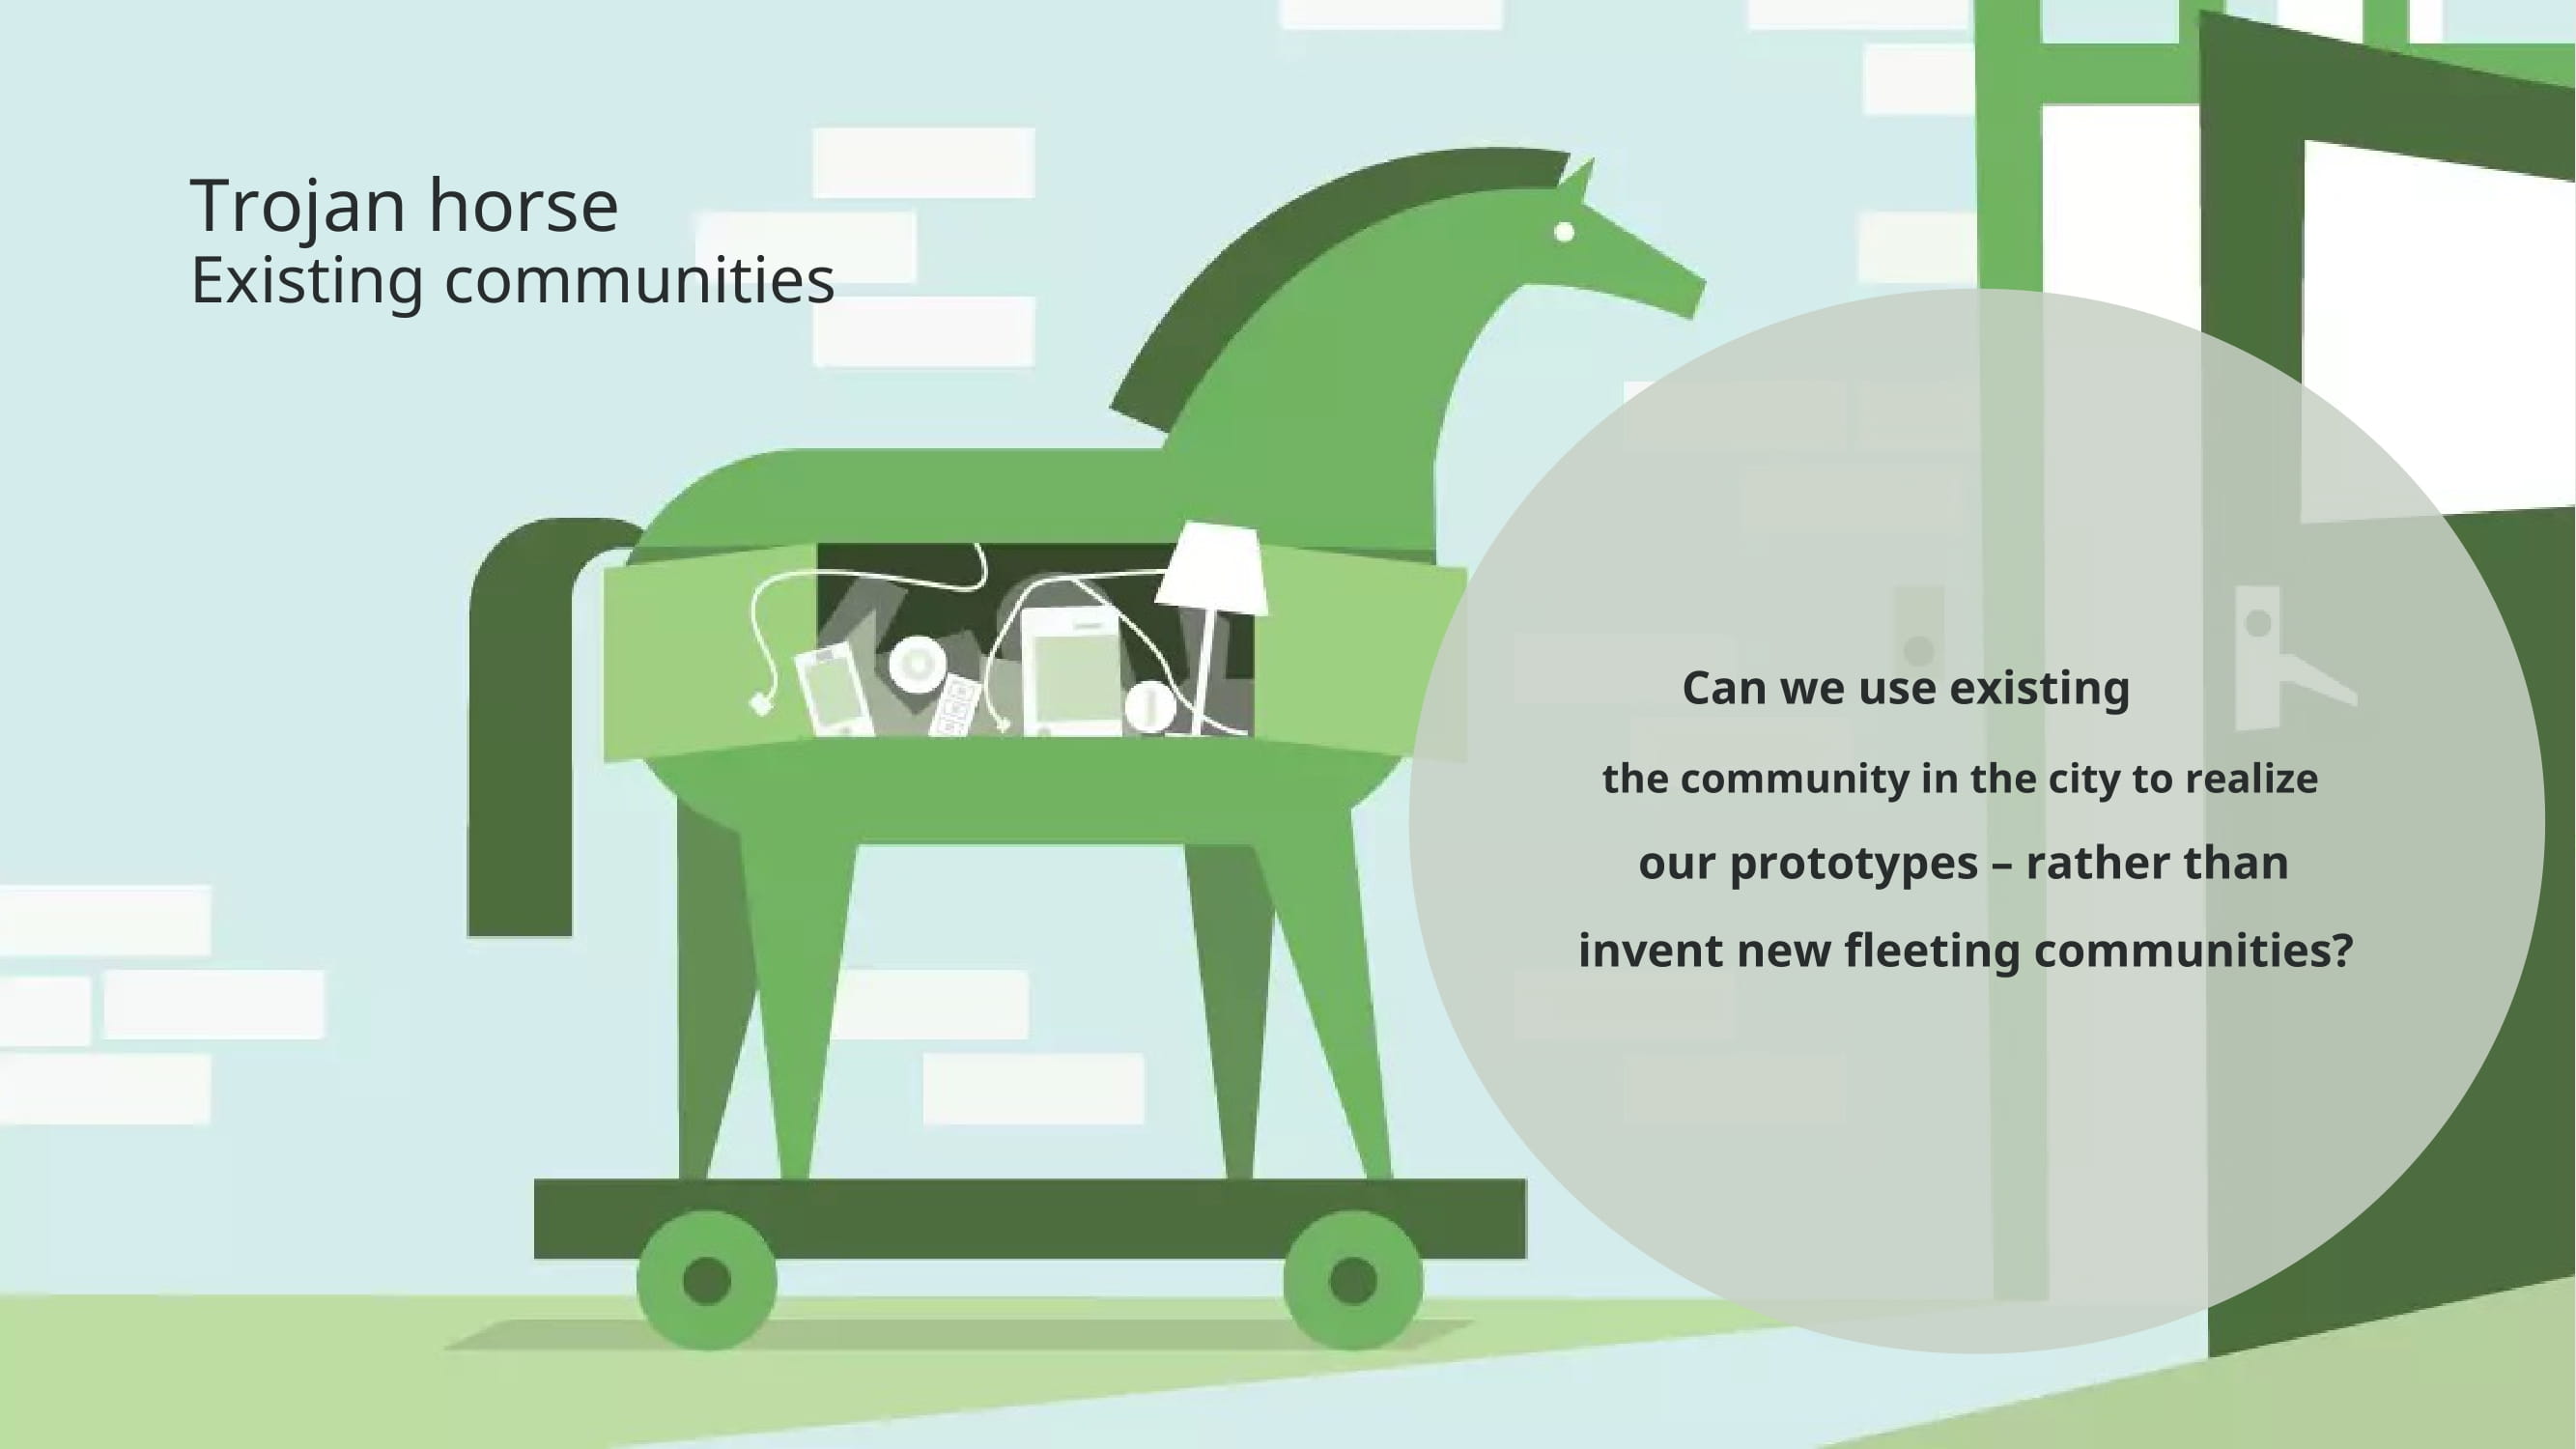 Trojan horse
Existing communities
Can we use existing
the community in the city to realize
our prototypes – rather than
invent new fleeting communities?